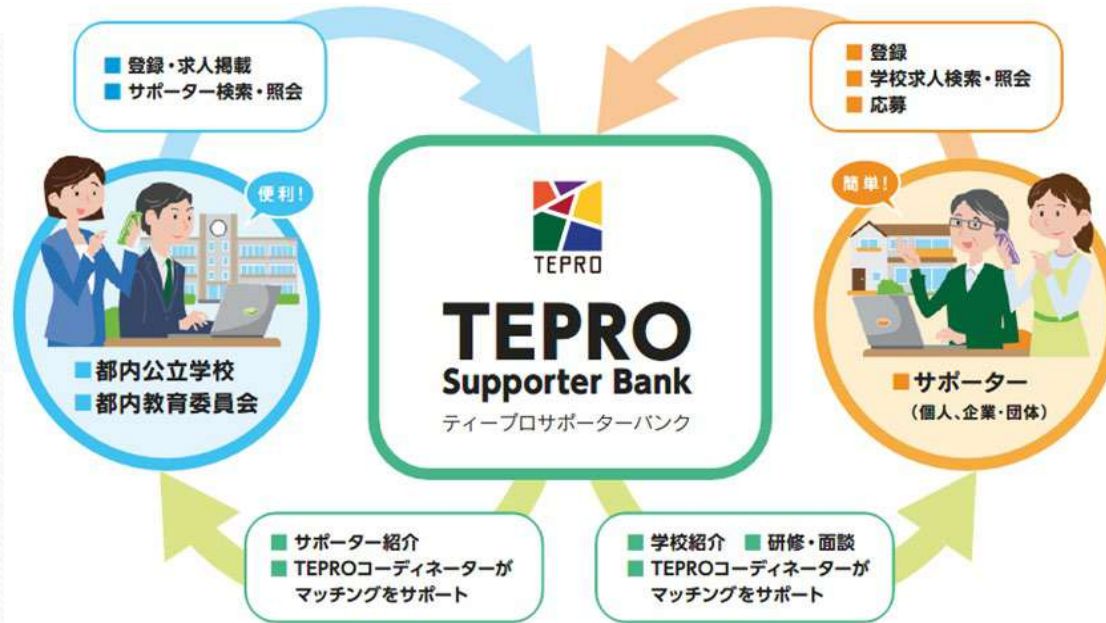 ■ 登録・求人掲載
■ サポーター検索・照会
■ 登録
■ 学校求人検索・照会
■ 応募
便利!
簡単!
TEPRO
TEPRO
Supporter Bank
ティープロサポーターバンク
■ 都内公立学校
■ 都内教育委員会
■ サポーター
(個人、企業・団体)
■ サポーター紹介
■ TEPROコーディネーターが
マッチングをサポート
■ 学校紹介 ■ 研修・面談
■ TEPROコーディネーターが
マッチングをサポート